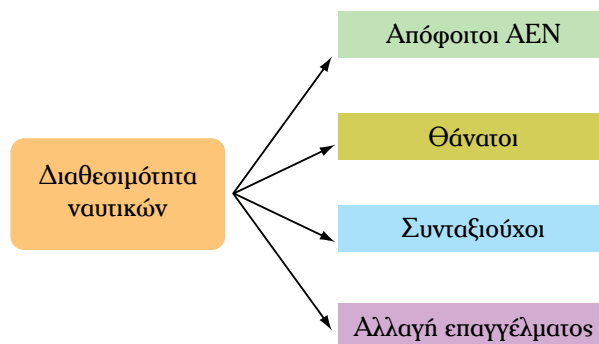 Διαθεσιμότητα
ναυτικών
Απόφοιτοι ΑΕΝ
Θάνατοι
Συνταξιούχοι
Αλλαγή επαγγέλματος